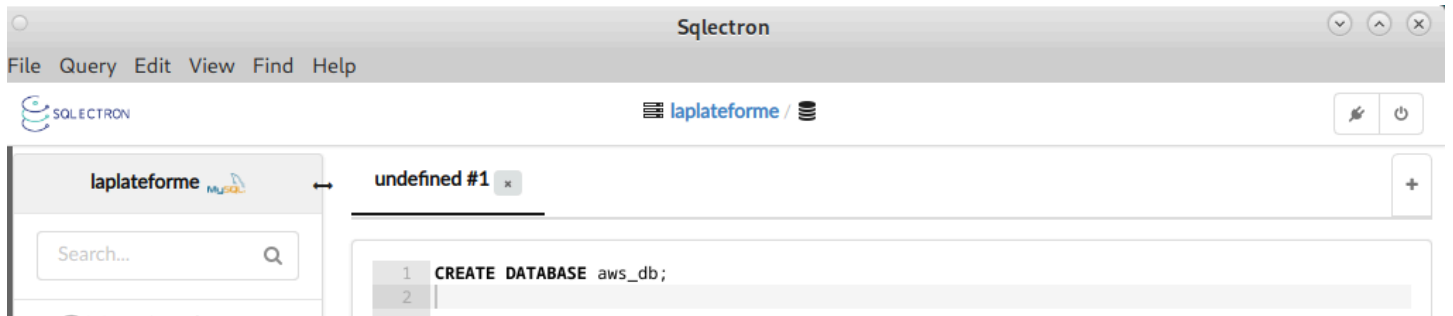 Sqlectron
File Query Edit View Find Help
SQLECTRON
laplateforme /
laplateforme MySQL
undefined #1 ×
+
Search...
1 CREATE DATABASE aws_db;
2